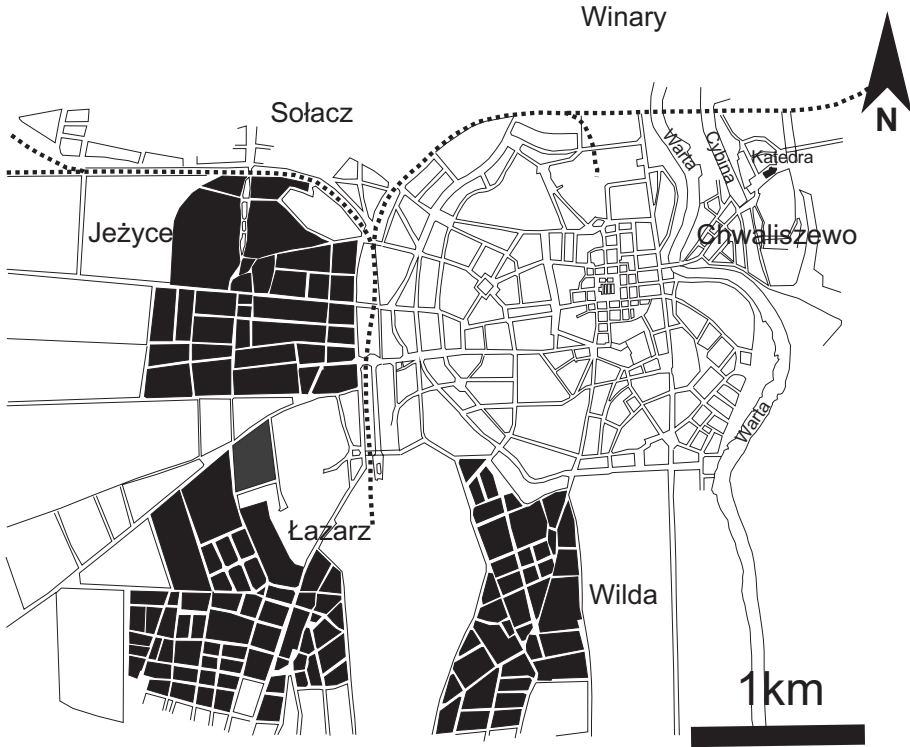 Winary
Sołacz
N
Warta
Cybina
Katedra
Jeżyce
Chwaliszewo
Warta
Łazarz
Wilda
1km